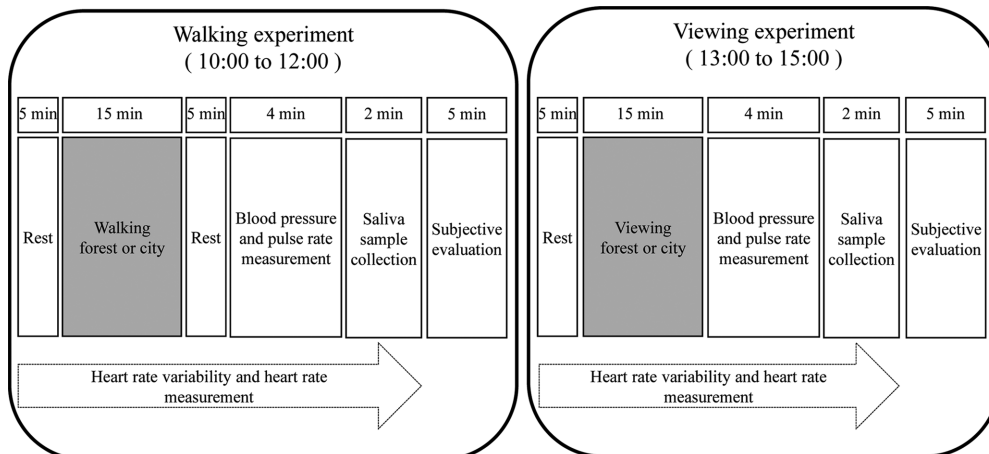 Walking experiment
( 10:00 to 12:00 )
5 min
15 min
5 min
4 min
2 min
5 min
Rest
Walking
forest or city
Rest
Blood pressure
and pulse rate
measurement
Saliva
sample
collection
Subjective
evaluation
Heart rate variability and heart rate
measurement
Viewing experiment
( 13:00 to 15:00 )
5 min
15 min
4 min
2 min
5 min
Rest
Viewing
forest or city
Blood pressure
and pulse rate
measurement
Saliva
sample
collection
Subjective
evaluation
Heart rate variability and heart rate
measurement